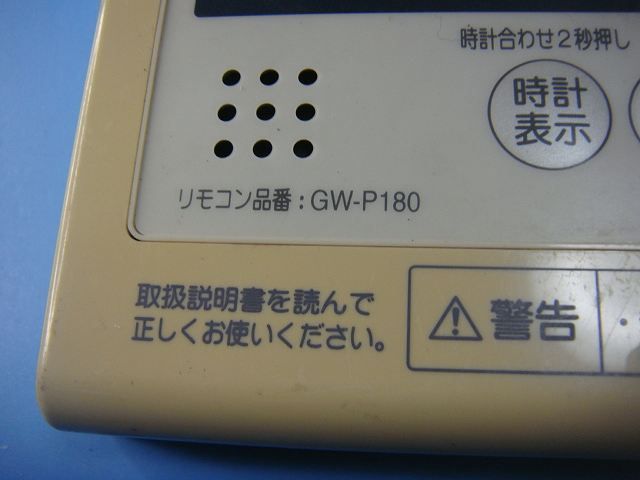 時計合わせ2秒押し
時計
表示
リモコン品番：GW-P180
取扱説明書を読んで
正しくお使いください。
警告